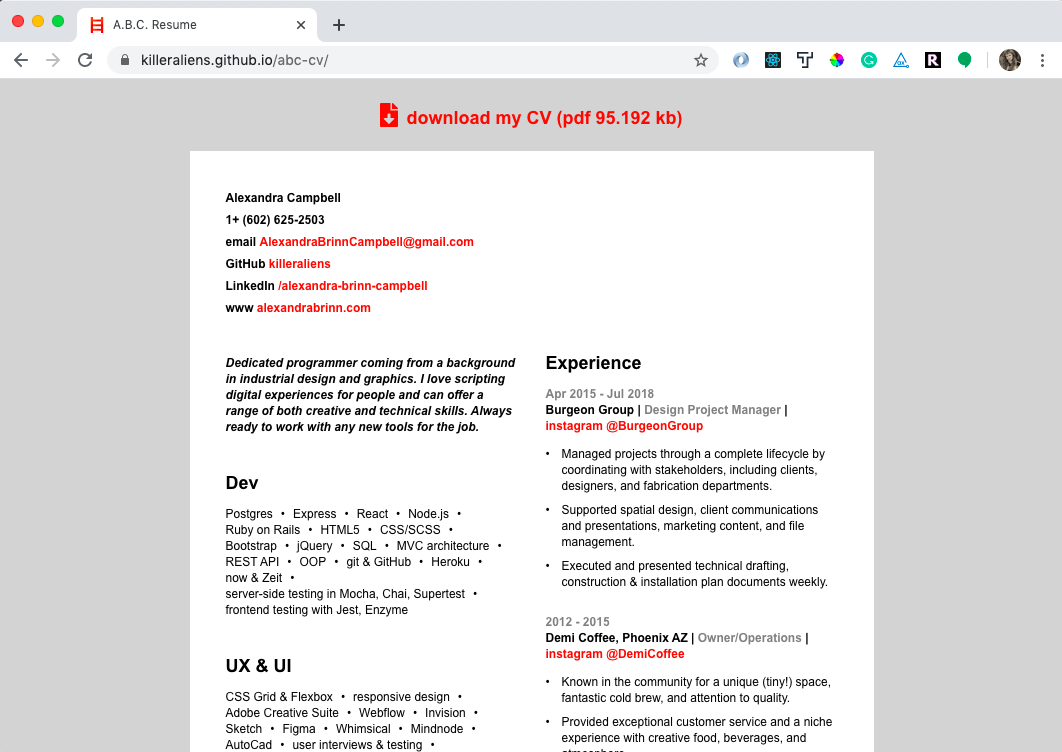 A.B.C. Resume
killeraliens.github.io/abc-cv/
download my CV (pdf 95.192 kb)
Alexandra Campbell
1+ (602) 625-2503
email AlexandraBrinnCampbell@gmail.com
GitHub killeraliens
LinkedIn /alexandra-brinn-campbell
www alexandrabrinn.com
Dedicated programmer coming from a background
in industrial design and graphics. I love scripting
digital experiences for people and can offer a
range of both creative and technical skills. Always
ready to work with any new tools for the job.
Dev
Postgres • Express • React • Node.js •
Ruby on Rails • HTML5 • CSS/SCSS •
Bootstrap • jQuery • SQL • MVC architecture •
REST API • OOP • git & GitHub • Heroku •
now & Zeit •
server-side testing in Mocha, Chai, Supertest •
frontend testing with Jest, Enzyme
UX & UI
CSS Grid & Flexbox • responsive design •
Adobe Creative Suite • Webflow • Invision •
Sketch • Figma • Whimsical • Mindnode •
AutoCad • user interviews & testing •
Experience
Apr 2015 - Jul 2018
Burgeon Group | Design Project Manager |
instagram @BurgeonGroup
• Managed projects through a complete lifecycle by
coordinating with stakeholders, including clients,
designers, and fabrication departments.
• Supported spatial design, client communications
and presentations, marketing content, and file
management.
• Executed and presented technical drafting,
construction & installation plan documents weekly.
2012 - 2015
Demi Coffee, Phoenix AZ | Owner/Operations |
instagram @DemiCoffee
• Known in the community for a unique (tiny!) space,
fantastic cold brew, and attention to quality.
• Provided exceptional customer service and a niche
experience with creative food, beverages, and